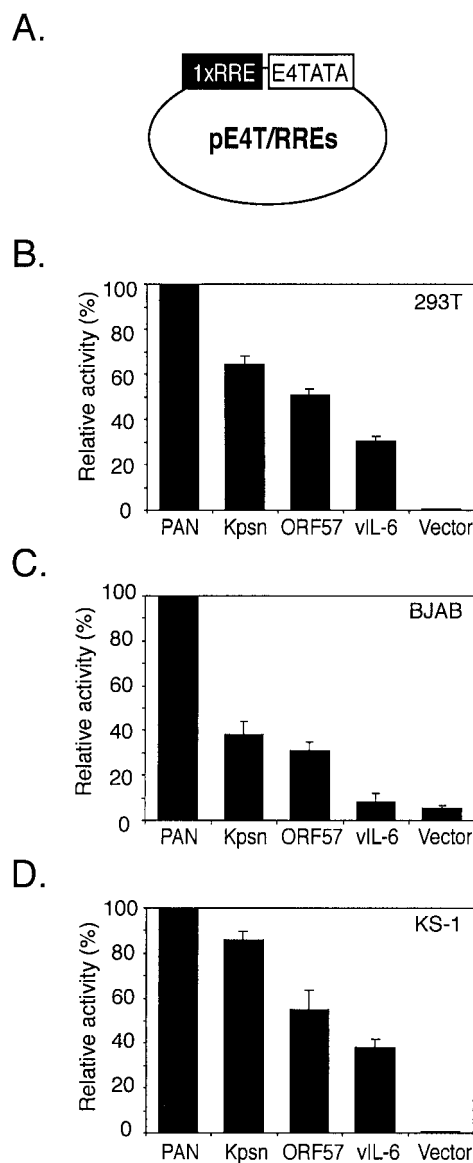 A.
1xRRE E4TATA
pE4T/RREs
B.
Relative activity (%)
100
80
60
40
20
0
293T
PAN Kpsn ORF57 vIL-6 Vector
C.
Relative activity (%)
100
80
60
40
20
0
BJAB
PAN Kpsn ORF57 vIL-6 Vector
D.
Relative activity (%)
100
80
60
40
20
0
KS-1
PAN Kpsn ORF57 vIL-6 Vector